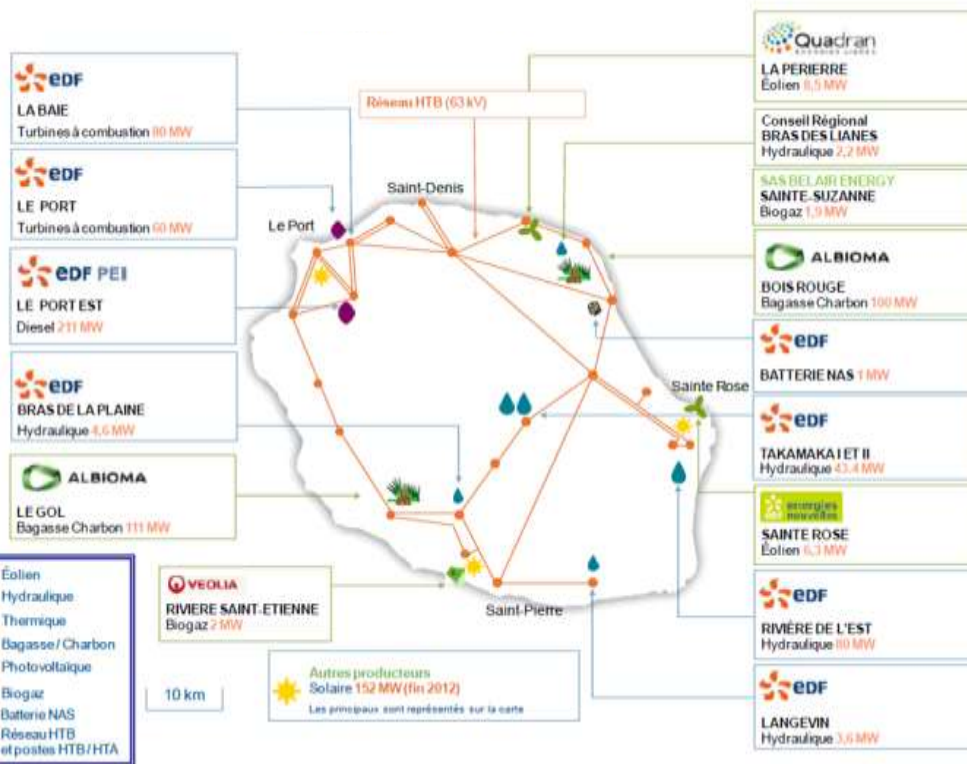 eDF
LA BAIE
Turbines à combustion 80 MW
eDF
LE PORT
Turbines à combustion 60 MW
eDF PEI
LE PORT EST
Diesel 211 MW
eDF
BRAS DE LA PLAINE
Hydraulique 4,6 MW
ALBIOMA
LE GOL
Bagasse Charbon 111 MW
Éolien
Hydraulique
Thermique
Bagasse / Charbon
Photovoltaïque
Biogaz
Batterie NAS
Réseau HTB
et postes HTB / HTA
10 km
VEOLIA
RIVIERE SAINT-ETIENNE
Biogaz 2 MW
Autres producteurs
Solaire 152 MW (fin 2012)
Les principaux sont représentés sur la carte
Réseau HTB (63 kV)
Saint-Denis
Le Port
Sainte Rose
Saint-Pierre
Quadran
ENERGIES LIBRES
LA PERIERRE
Éolien 8,5 MW
Conseil Régional
BRAS DES LIANES
Hydraulique 2,2 MW
SAS BELAIR ENERGY
SAINTE-SUZANNE
Biogaz 1,9 MW
ALBIOMA
BOIS ROUGE
Bagasse Charbon 100 MW
eDF
BATTERIE NAS 1 MW
eDF
TAKAMAKA I ET II
Hydraulique 43,4 MW
energies
nouvelles
SAINTE ROSE
Éolien 6,3 MW
eDF
RIVIÈRE DE L'EST
Hydraulique 80 MW
eDF
LANGEVIN
Hydraulique 3,6 MW